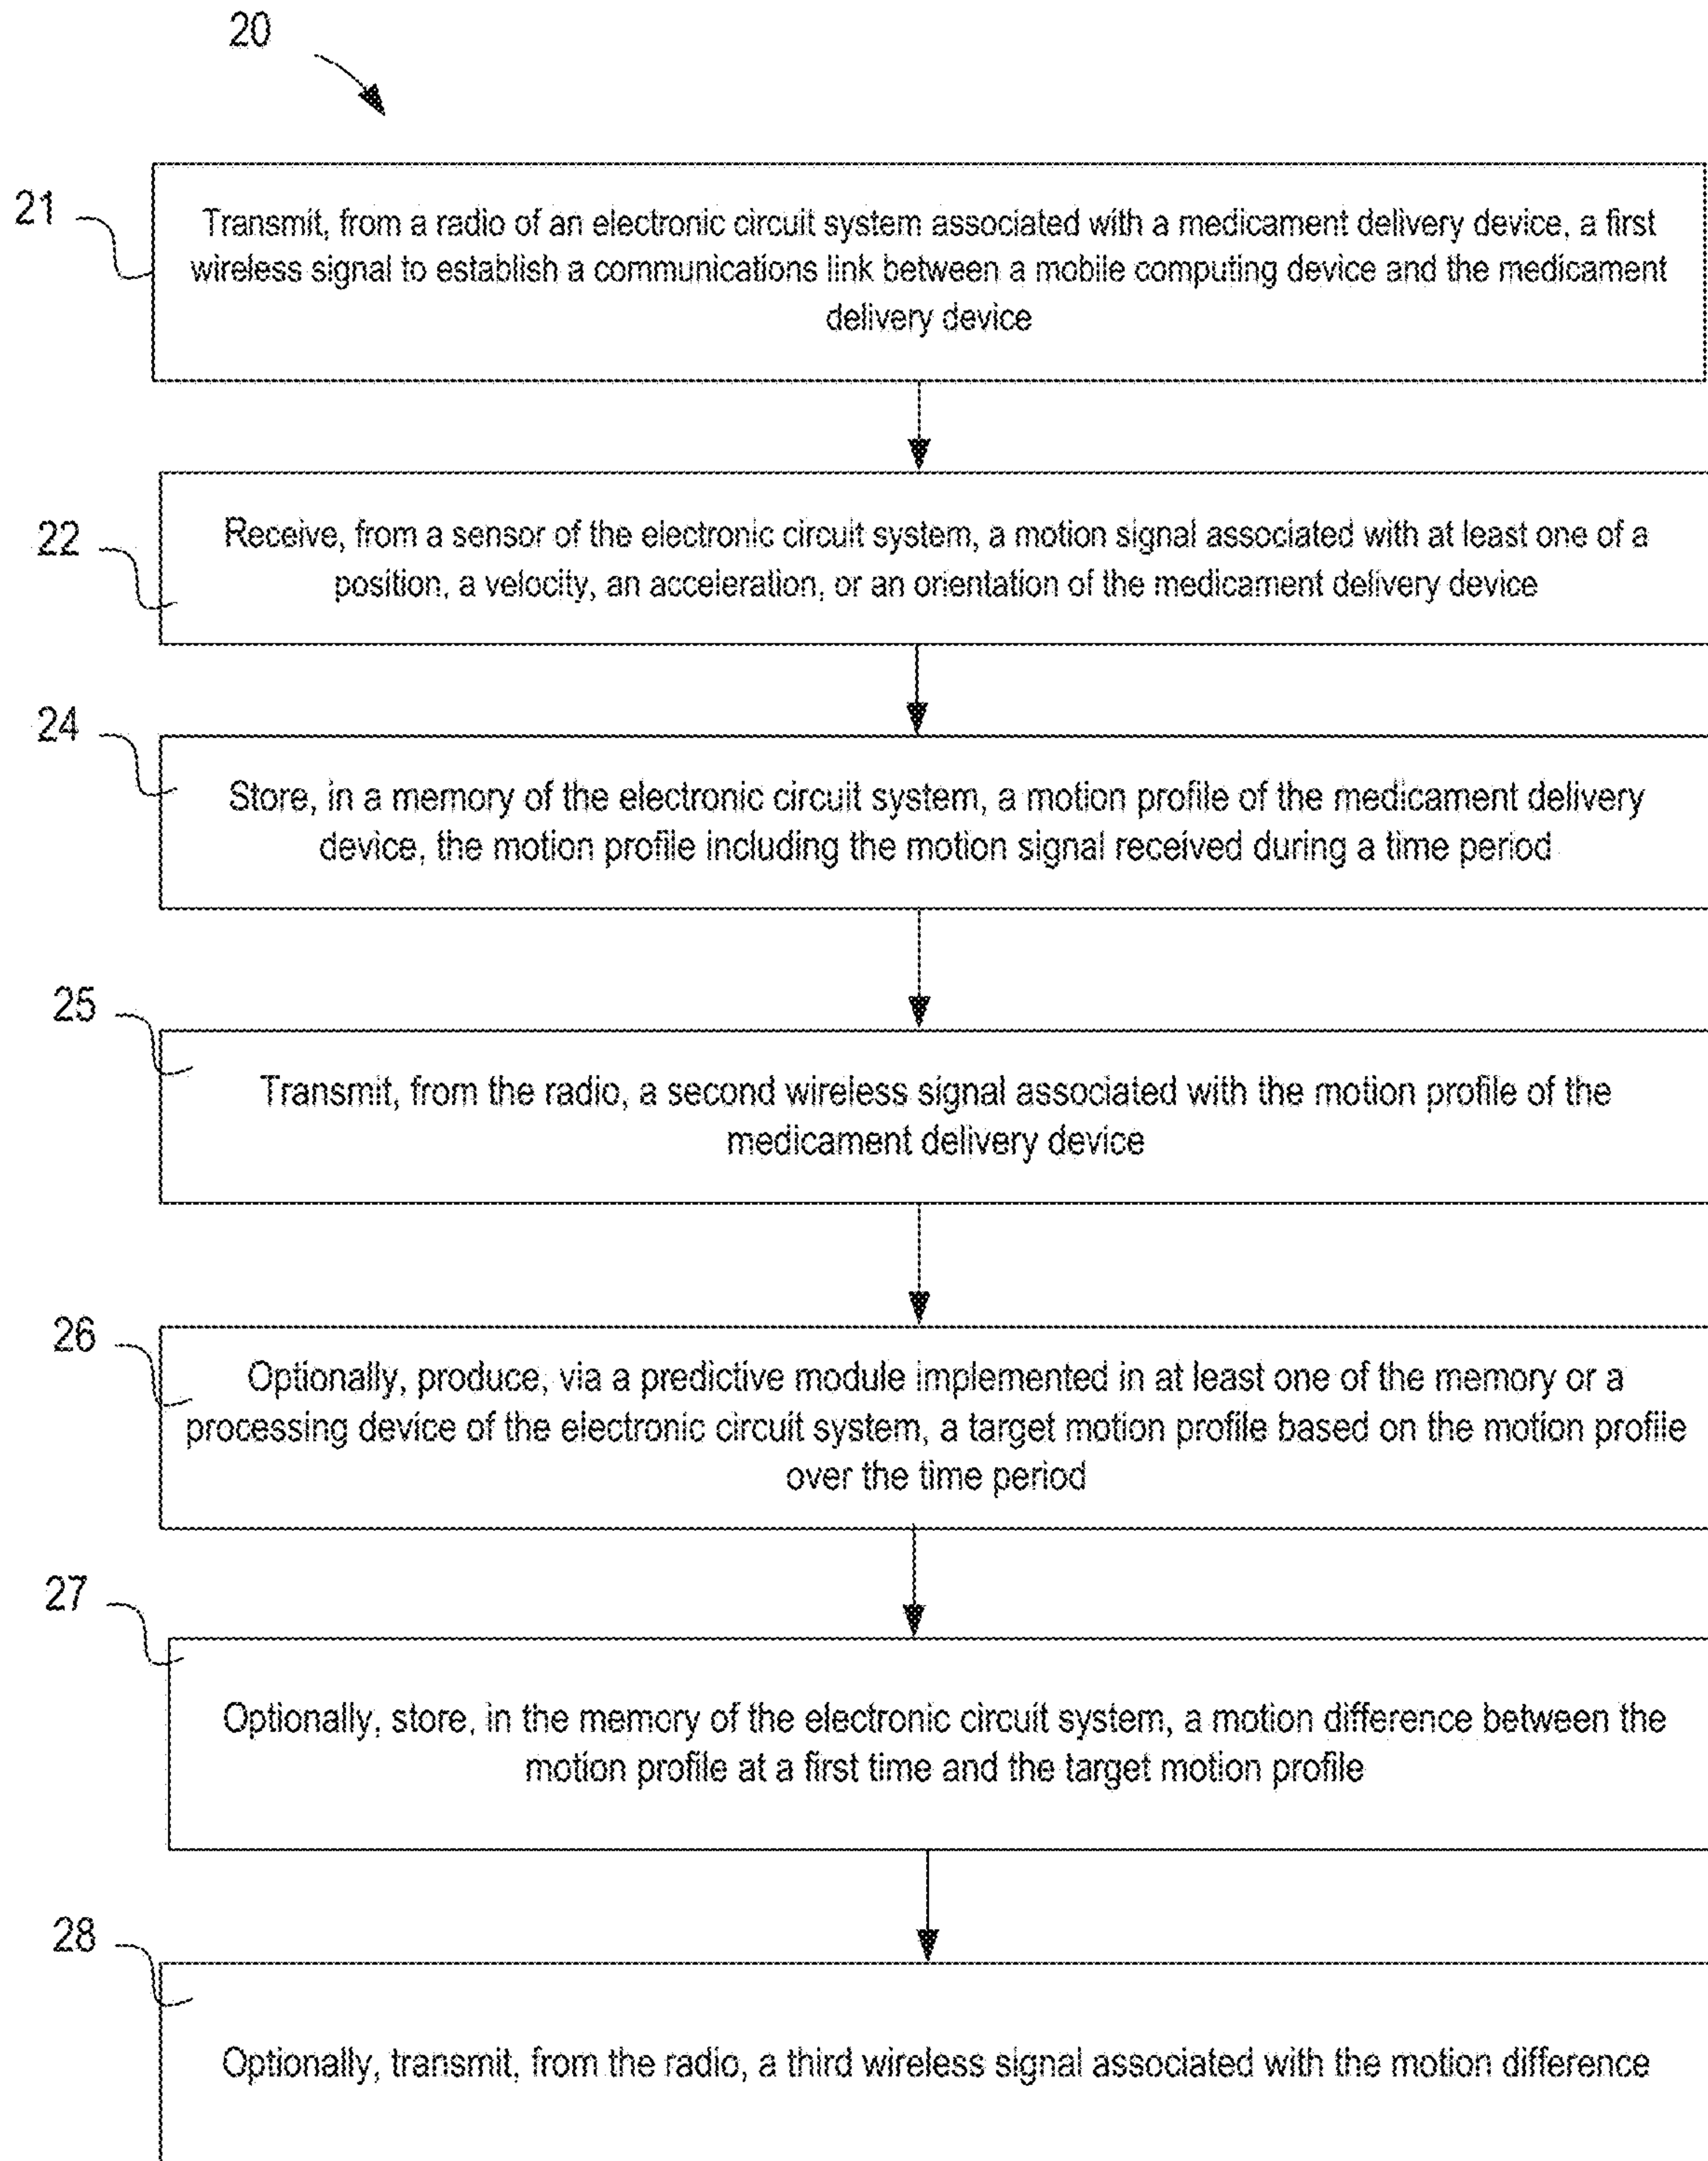 20
21
Transmit, from a radio of an electronic circuit system associated with a medicament delivery device, a first
wireless signal to establish a communications link between a mobile computing device and the medicament
delivery device
22
Receive, from a sensor of the electronic circuit system, a motion signal associated with at least one of a
position, a velocity, an acceleration, or an orientation of the medicament delivery device
24
Store, in a memory of the electronic circuit system, a motion profile of the medicament delivery
device, the motion profile including the motion signal received during a time period
25
Transmit, from the radio, a second wireless signal associated with the motion profile of the
medicament delivery device
26
Optionally, produce, via a predictive module implemented in at least one of the memory or a
processing device of the electronic circuit system, a target motion profile based on the motion profile
over the time period
27
Optionally, store, in the memory of the electronic circuit system, a motion difference between the
motion profile at a first time and the target motion profile
28
Optionally, transmit, from the radio, a third wireless signal associated with the motion difference